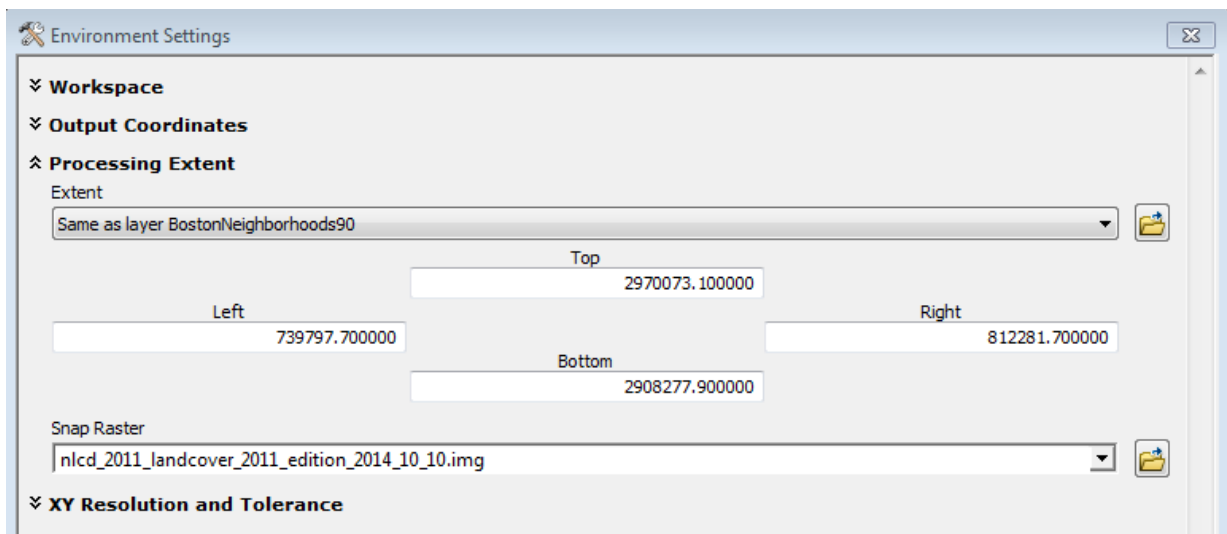 Environment Settings
Workspace
Output Coordinates
Processing Extent
Extent
Same as layer BostonNeighborhoods90
Top
2970073.100000
Left
Right
739797.700000
812281.700000
Bottom
2908277.900000
Snap Raster
nlcd_2011_landcover_2011_edition_2014_10_10.img
XY Resolution and Tolerance